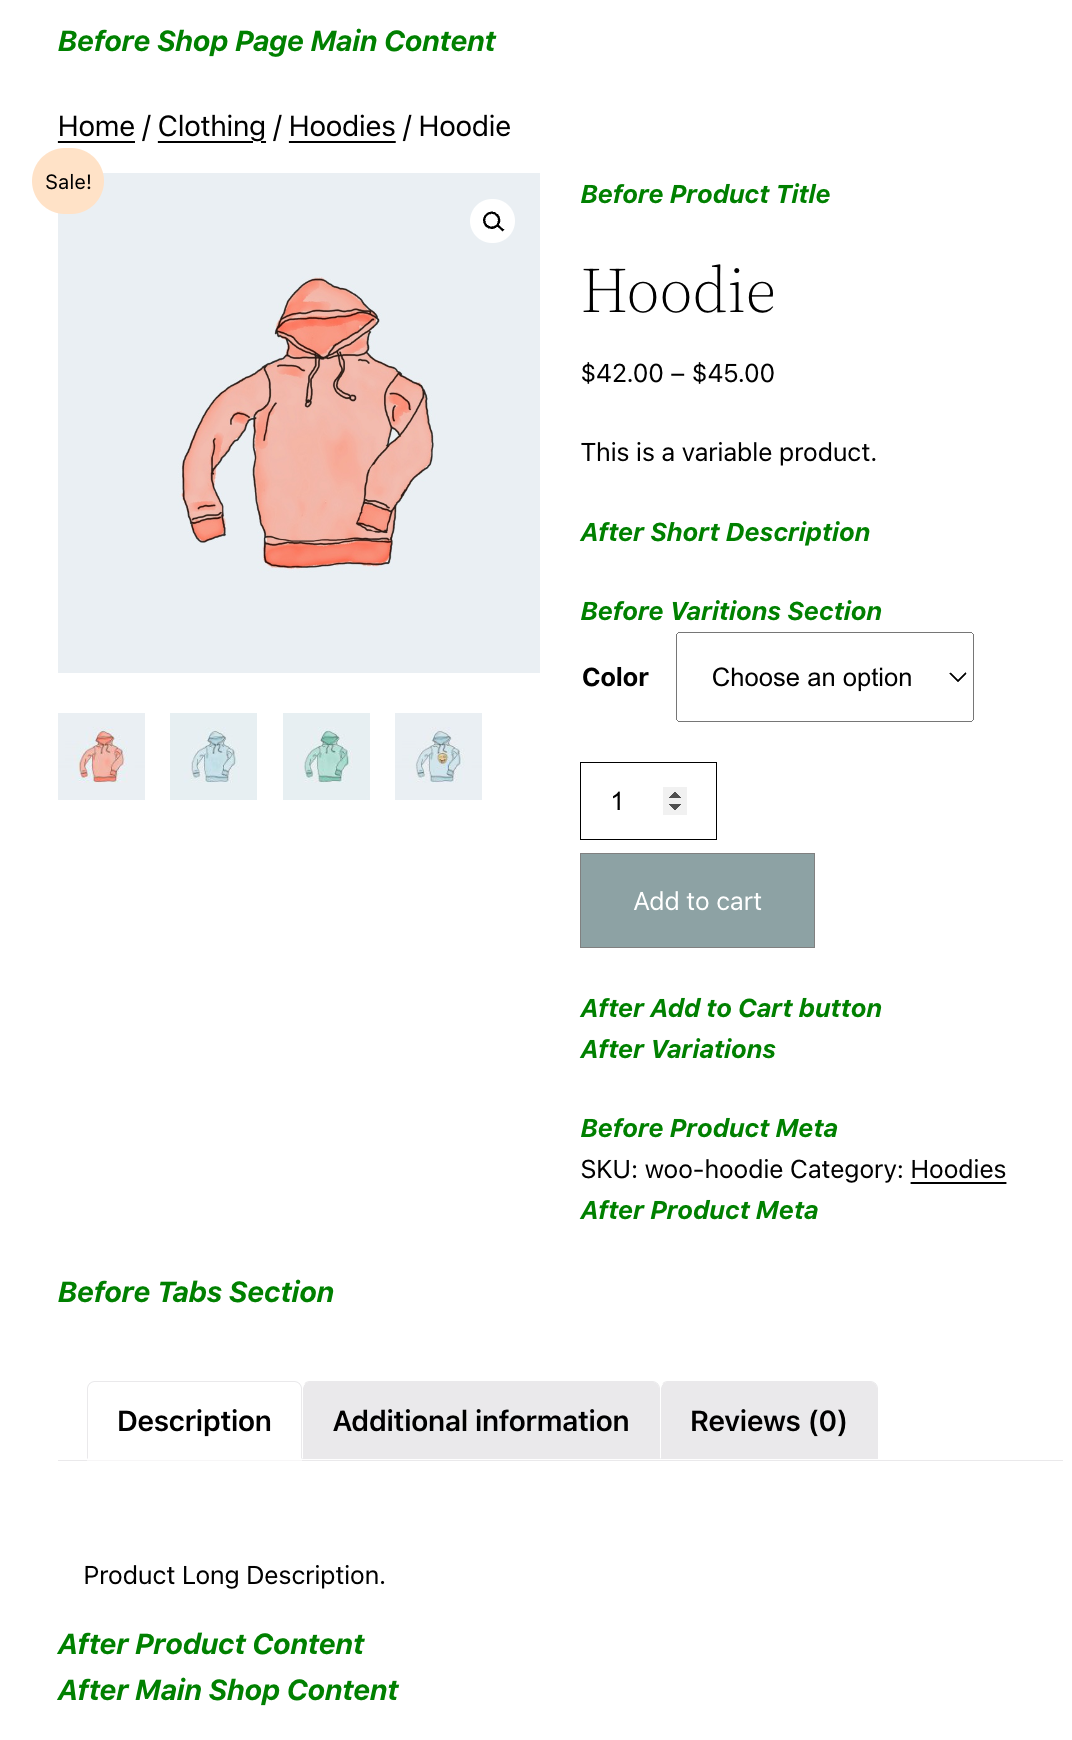 Before Shop Page Main Content
Home / Clothing / Hoodies / Hoodie
Sale!
Before Product Title
Hoodie
$42.00 – $45.00
This is a variable product.
After Short Description
Before Varitions Section
Color Choose an option
1
Add to cart
After Add to Cart button
After Variations
Before Product Meta
SKU: woo-hoodie Category: Hoodies
After Product Meta
Before Tabs Section
Description Additional information Reviews (0)
Product Long Description.
After Product Content
After Main Shop Content